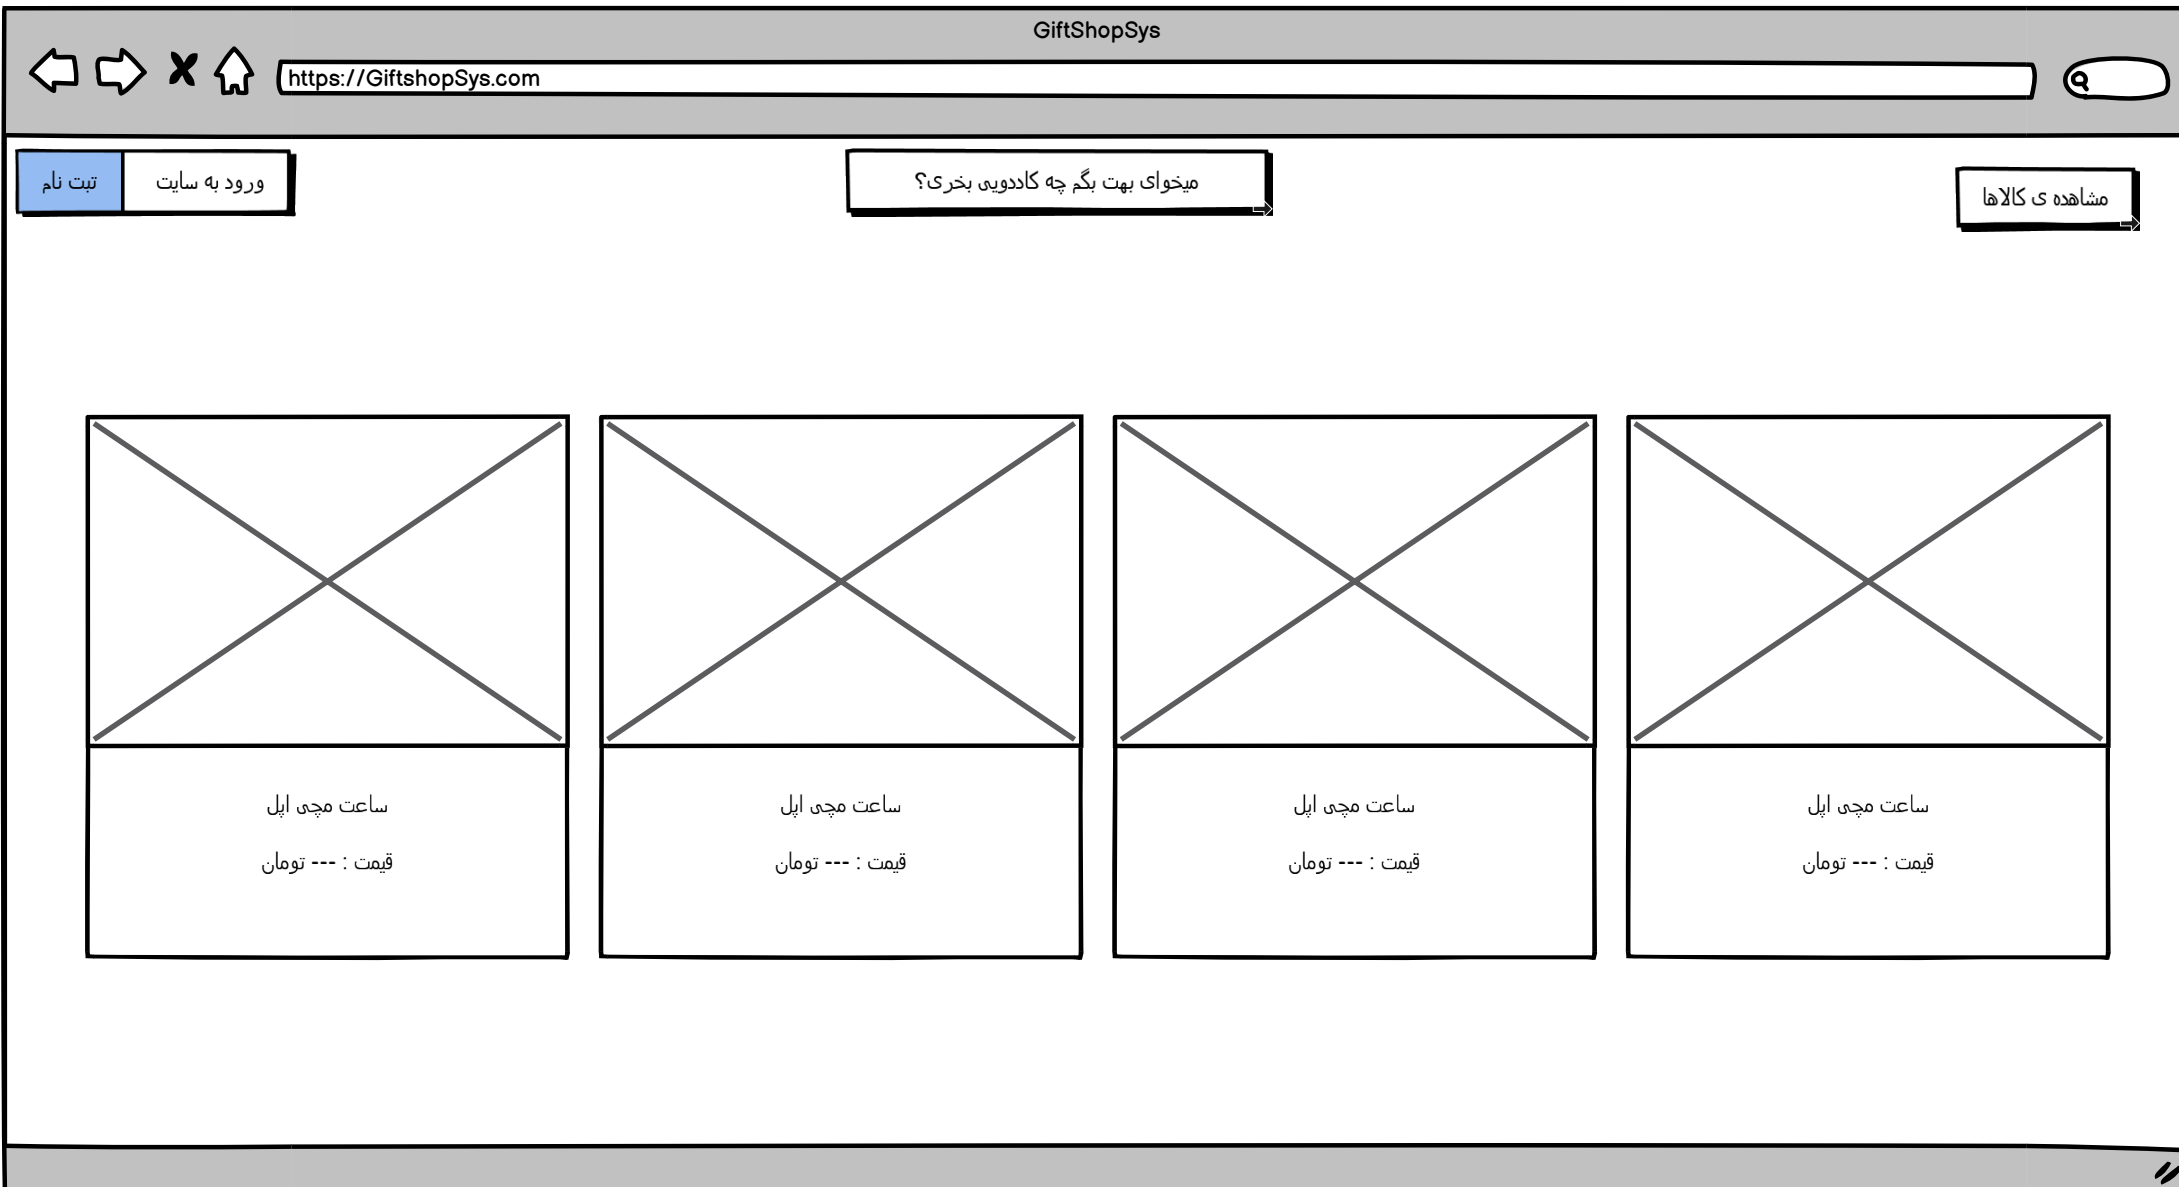 GiftShopSys
https://GiftshopSys.com
مشاهده ی کالاها
میخوای بهت بگم چه کاددویی بخری؟
ورود به سایت
تبت نام
ساعت مچی اپل
قیمت : --- تومان
ساعت مچی اپل
قیمت : --- تومان
ساعت مچی اپل
قیمت : --- تومان
ساعت مچی اپل
قیمت : --- تومان